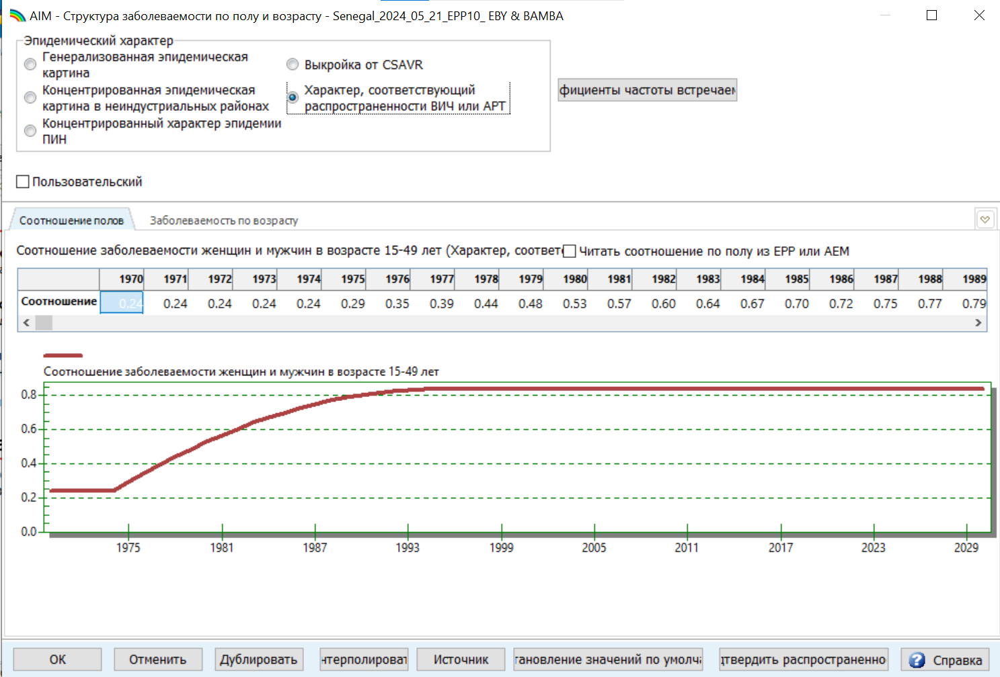 AIM - Структура заболеваемости по полу и возрасту - Senegal_2024_05_21_EPP10_ EBY & BAMBA
Эпидемический характер
Генерализованная эпидемическая
картина
Концентрированная эпидемическая
картина в неиндустриальных районах
Концентрированный характер эпидемии
ПИН
Выкройка от CSAVR
Характер, соответствующий
распространенности ВИЧ или АРТ
фициенты частоты встречаем
Пользовательский
Соотношение полов Заболеваемость по возрасту
Соотношение заболеваемости женщин и мужчин в возрасте 15-49 лет (Характер, соответ Читать соотношение по полу из EPP или AEM
1970 1971 1972 1973 1974 1975 1976 1977 1978 1979 1980 1981 1982 1983 1984 1985 1986 1987 1988 1989
Соотношение 0.24 0.24 0.24 0.24 0.24 0.29 0.35 0.39 0.44 0.48 0.53 0.57 0.60 0.64 0.67 0.70 0.72 0.75 0.77 0.79
Соотношение заболеваемости женщин и мужчин в возрасте 15-49 лет
0.8
0.6
0.4
0.2
0.0
1975 1981 1987 1993 1999 2005 2011 2017 2023 2029
ОК Отменить Дублировать нтерполироват Источник тановление значений по умолча дтвердить распространенно Справка